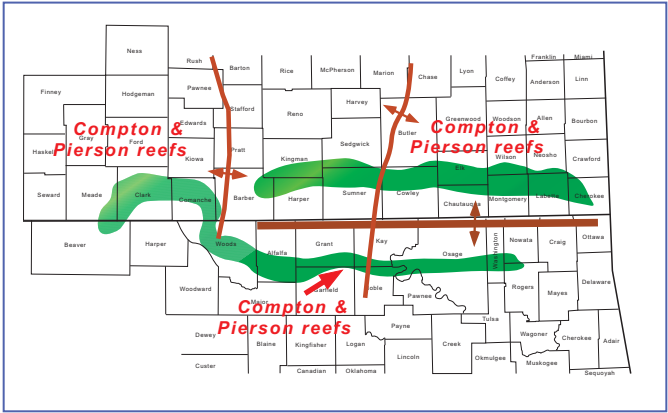 Ness
Rush
Barton
Rice
McPherson
Marion
Chase
Lyon
Coffey
Franklin
Miami
Anderson
Linn
Finney
Hodgeman
Pawnee
Stafford
Reno
Harvey
Greenwood
Woodson
Allen
Bourbon
Edwards
Butler
Compton &
Pierson reefs
Compton &
Pierson reefs
Haskel
Gray
Ford
Kiowa
Pratt
Kingman
Sedgwick
Elk
Wilson
Neosho
Crawford
Seward
Meade
Clark
Comanche
Barber
Harper
Sumner
Cowley
Chautauqua
Montgomery
Labette
Cherokee
Beaver
Harper
Woods
Alfalfa
Grant
Kay
Osage
Washington
Nowata
Craig
Ottawa
Woodward
Major
Garfield
Noble
Pawnee
Rogers
Mayes
Delaware
Compton &
Pierson reefs
Dewey
Blaine
Kingfisher
Logan
Payne
Lincoln
Creek
Tulsa
Okmulgee
Wagoner
Cherokee
Adair
Muskogee
Custer
Canadian
Oklahoma
Sequoyah